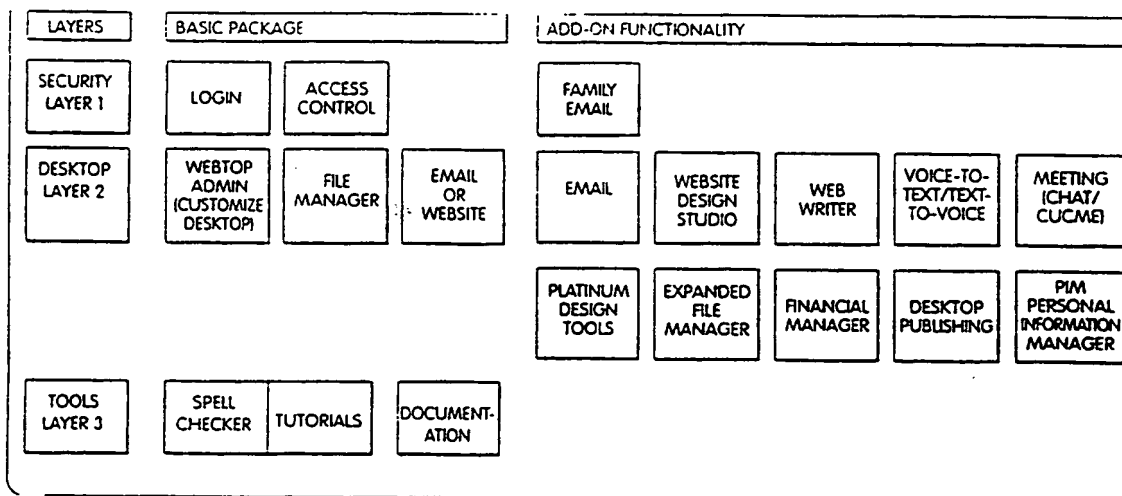 LAYERS
BASIC PACKAGE
ADD-ON FUNCTIONALITY
SECURITY
LAYER 1
LOGIN
ACCESS
CONTROL
FAMILY
EMAIL
DESKTOP
LAYER 2
WEBTOP
ADMIN
(CUSTOMIZE
DESKTOP)
FILE
MANAGER
EMAIL
OR
WEBSITE
EMAIL
WEBSITE
DESIGN
STUDIO
WEB
WRITER
VOICE-TO-
TEXT/TEXT-
TO-VOICE
MEETING
(CHAT/
CUCME)
PLATINUM
DESIGN
TOOLS
EXPANDED
FILE
MANAGER
FINANCIAL
MANAGER
DESKTOP
PUBLISHING
PIM
PERSONAL
INFORMATION
MANAGER
TOOLS
LAYER 3
SPELL
CHECKER
TUTORIALS
DOCUMENT-
ATION